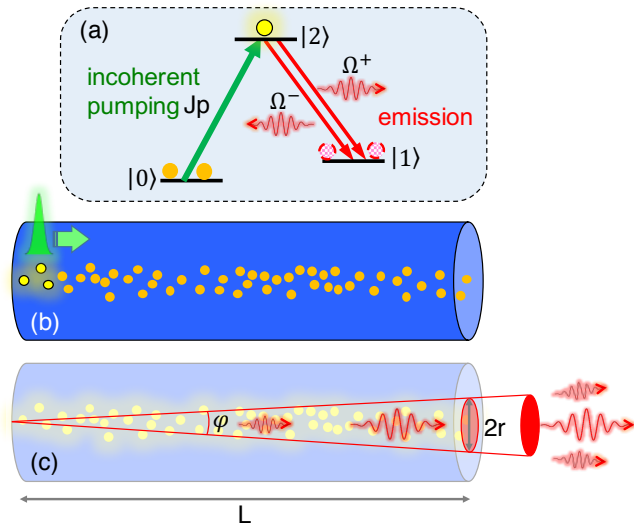 (a)
|2⟩
incoherent
pumping Jp
Ω⁺
Ω⁻
emission
|1⟩
|0⟩
(b)
φ
2r
(c)
L